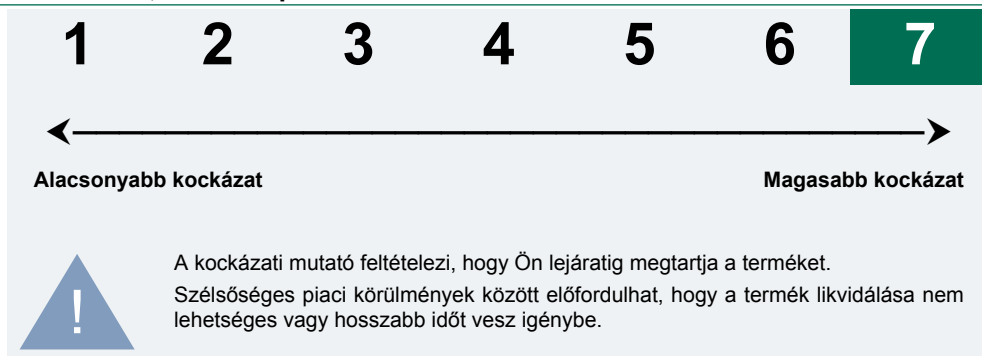 1 2 3 4 5 6 7
Alacsonyabb kockázat Magasabb kockázat
A kockázati mutató feltételezi, hogy Ön lejáratig megtartja a terméket.
Szélsőséges piaci körülmények között előfordulhat, hogy a termék likvidálása nem
lehetséges vagy hosszabb időt vesz igénybe.
!